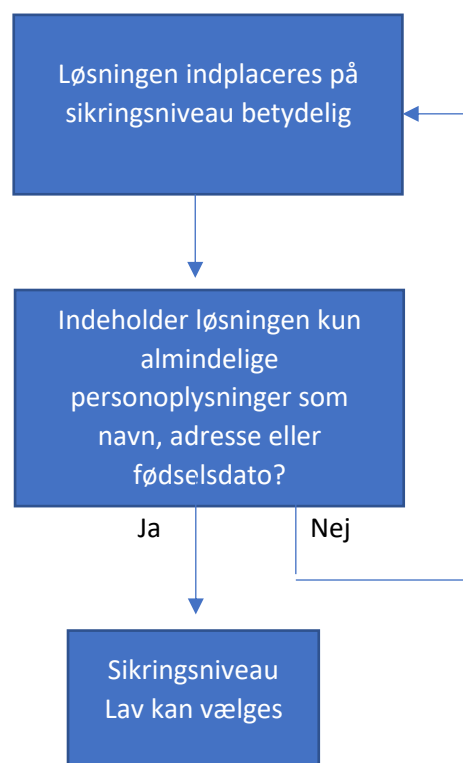 Løsningen indplaceres på
sikringsniveau betydelig
Indeholder løsningen kun
almindelige
personoplysninger som
navn, adresse eller
fødselsdato?
Ja
Nej
Sikringsniveau
Lav kan vælges